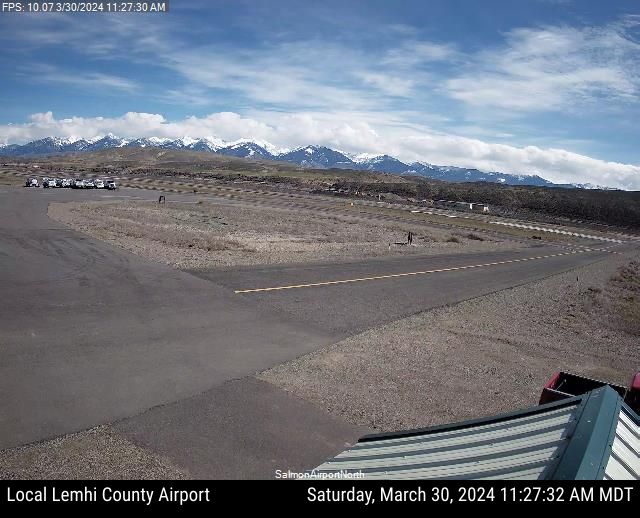 FPS: 10.07 3/30/2024 11:27:30 AM
SalmonAirportNorth
Local Lemhi County Airport Saturday, March 30, 2024 11:27:32 AM MDT